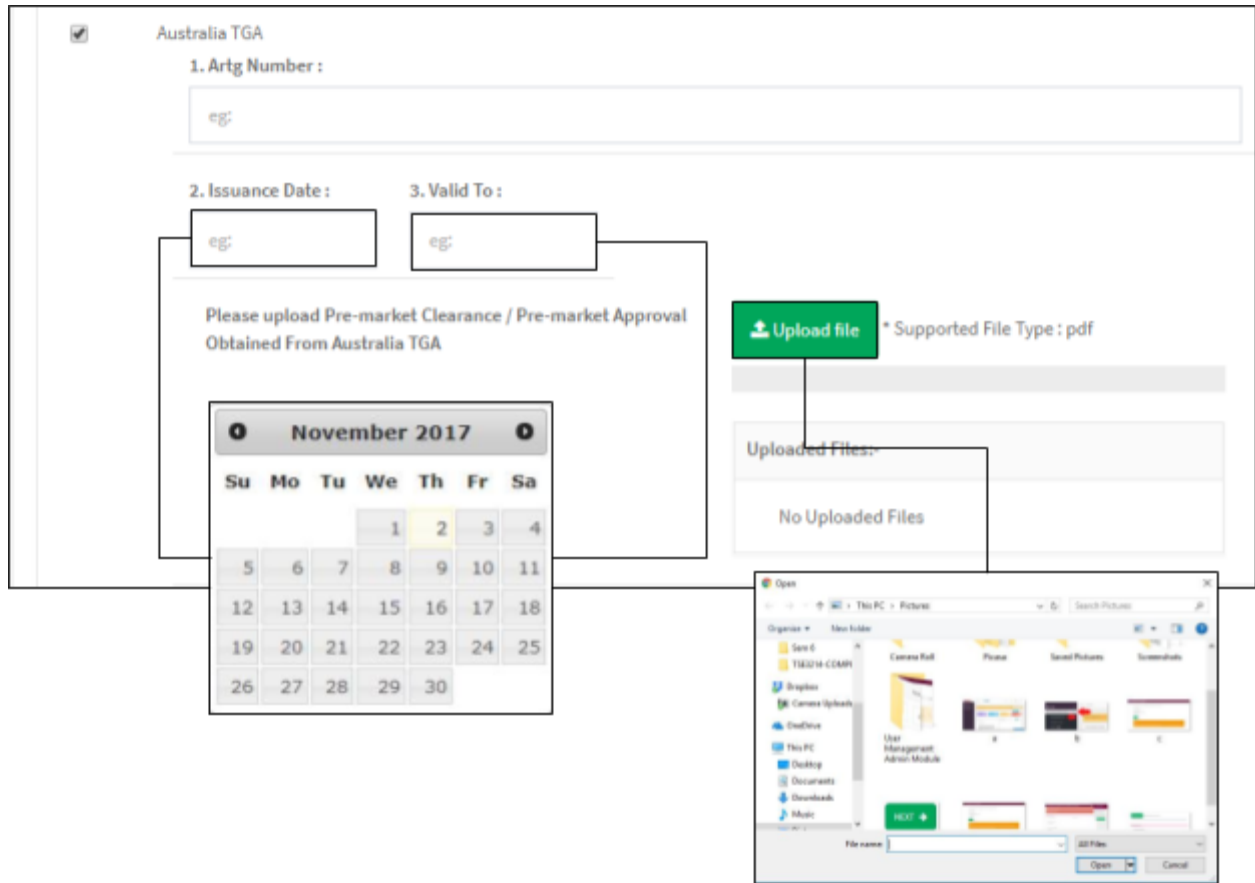 Australia TGA
1. Artg Number :
eg:
2. Issuance Date : 3. Valid To :
eg: eg:
Please upload Pre-market Clearance / Pre-market Approval
Obtained From Australia TGA
Upload file * Supported File Type : pdf
Uploaded Files:-
No Uploaded Files
November 2017
Su Mo Tu We Th Fr Sa
1 2 3 4
5 6 7 8 9 10 11
12 13 14 15 16 17 18
19 20 21 22 23 24 25
26 27 28 29 30
Open
This PC > Pictures
Search Pictures
Organize New folder
Sem 6
Dropbox
Camera Uploads
OneDrive
This PC
Desktop
Documents
Downloads
Music
Camera Roll Please Saved Pictures Screenshots
User
Management
Admin Module
a b c
NEXT
File name: All Files
Open Cancel